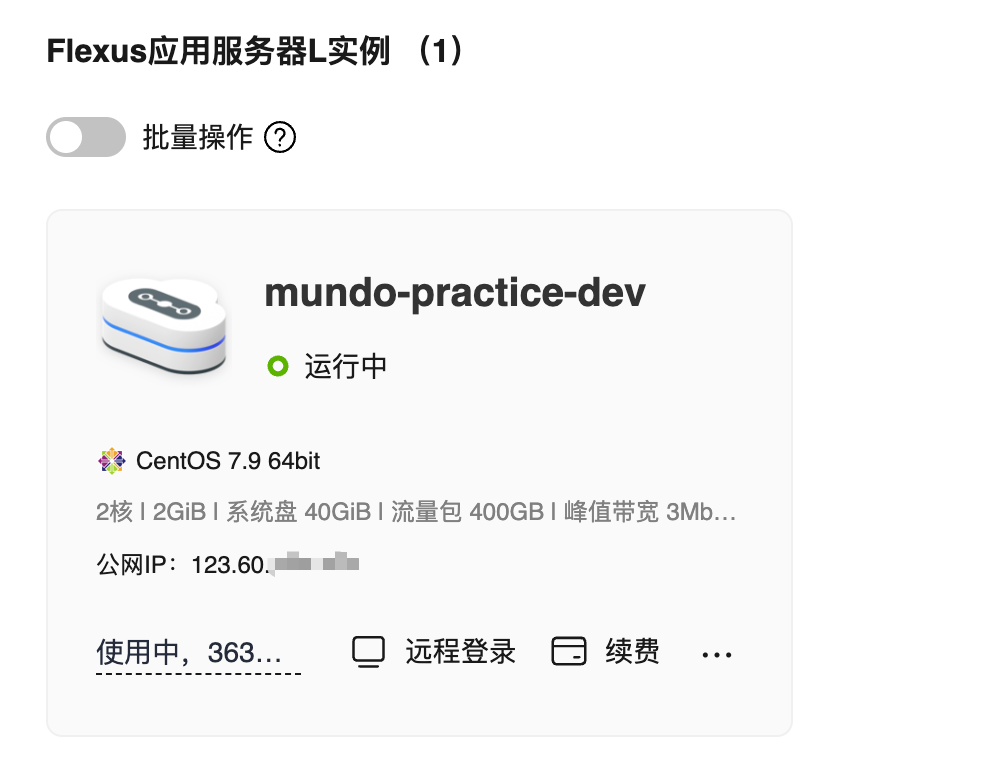 Flexus应用服务器L实例 （1）
批量操作 ?
mundo-practice-dev
运行中
CentOS 7.9 64bit
2核 | 2GiB | 系统盘 40GiB | 流量包 400GB | 峰值带宽 3Mb...
公网IP：123.60.
使用中，363... 远程登录 续费 ...